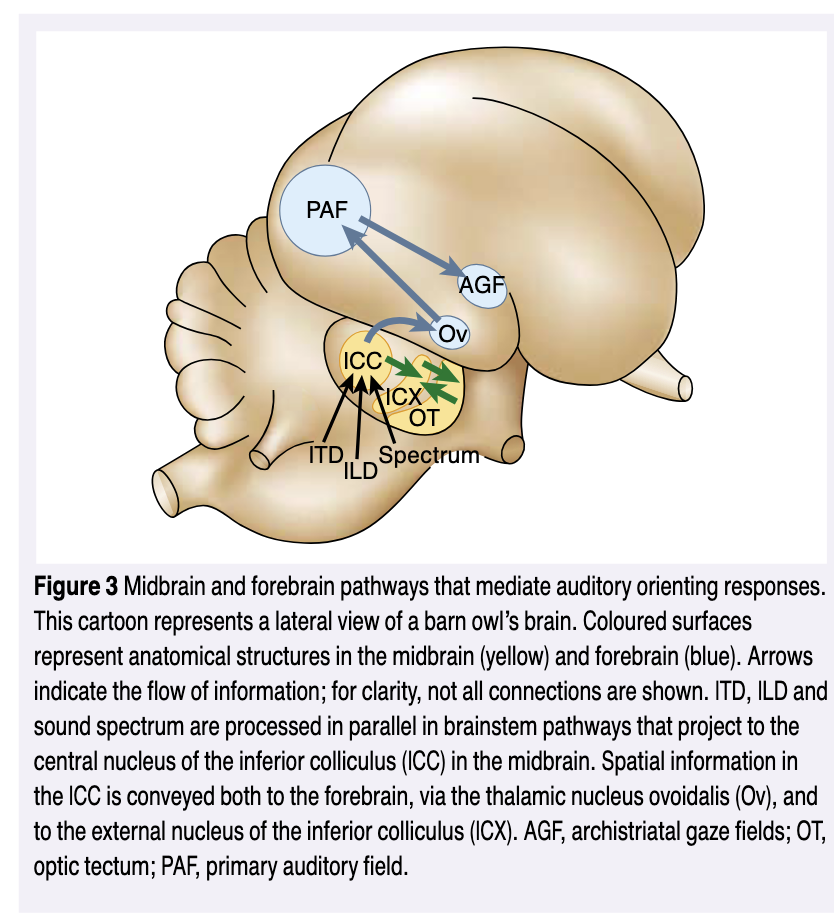 PAF
AGF
Ov
ICC
ICX
OT
ITD
ILD
Spectrum
Figure 3 Midbrain and forebrain pathways that mediate auditory orienting responses.
This cartoon represents a lateral view of a barn owl's brain. Coloured surfaces
represent anatomical structures in the midbrain (yellow) and forebrain (blue). Arrows
indicate the flow of information; for clarity, not all connections are shown. ITD, ILD and
sound spectrum are processed in parallel in brainstem pathways that project to the
central nucleus of the inferior colliculus (ICC) in the midbrain. Spatial information in
the ICC is conveyed both to the forebrain, via the thalamic nucleus ovoidalis (Ov), and
to the external nucleus of the inferior colliculus (ICX). AGF, archistriatal gaze fields; OT,
optic tectum; PAF, primary auditory field.